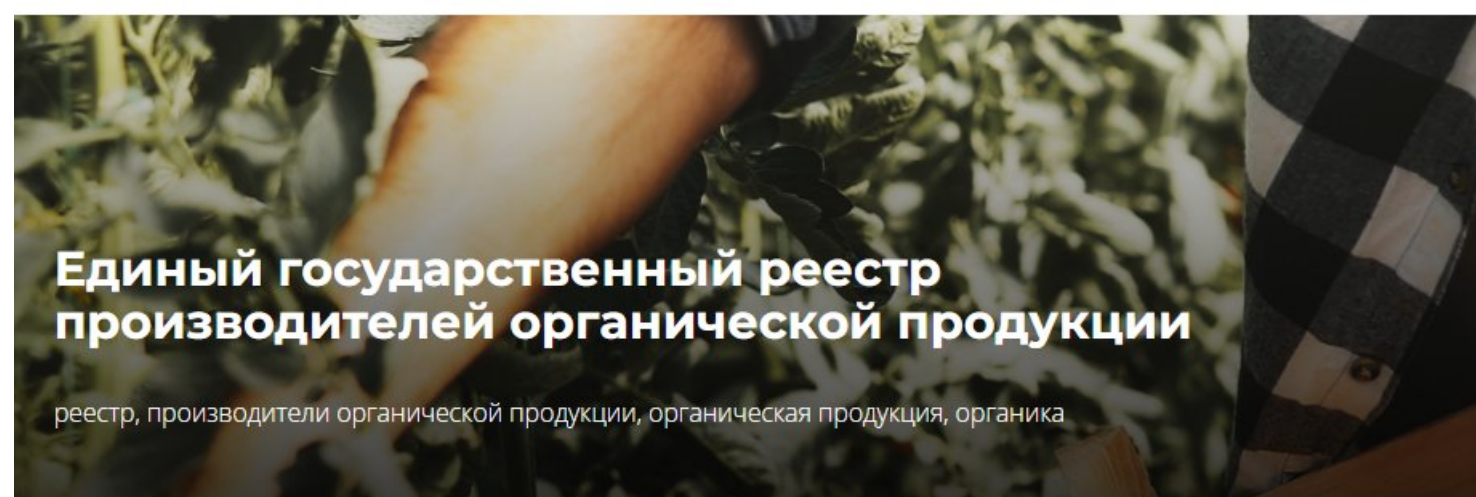 Единый государственный реестр
производителей органической продукции
реестр, производители органической продукции, органическая продукция, органика